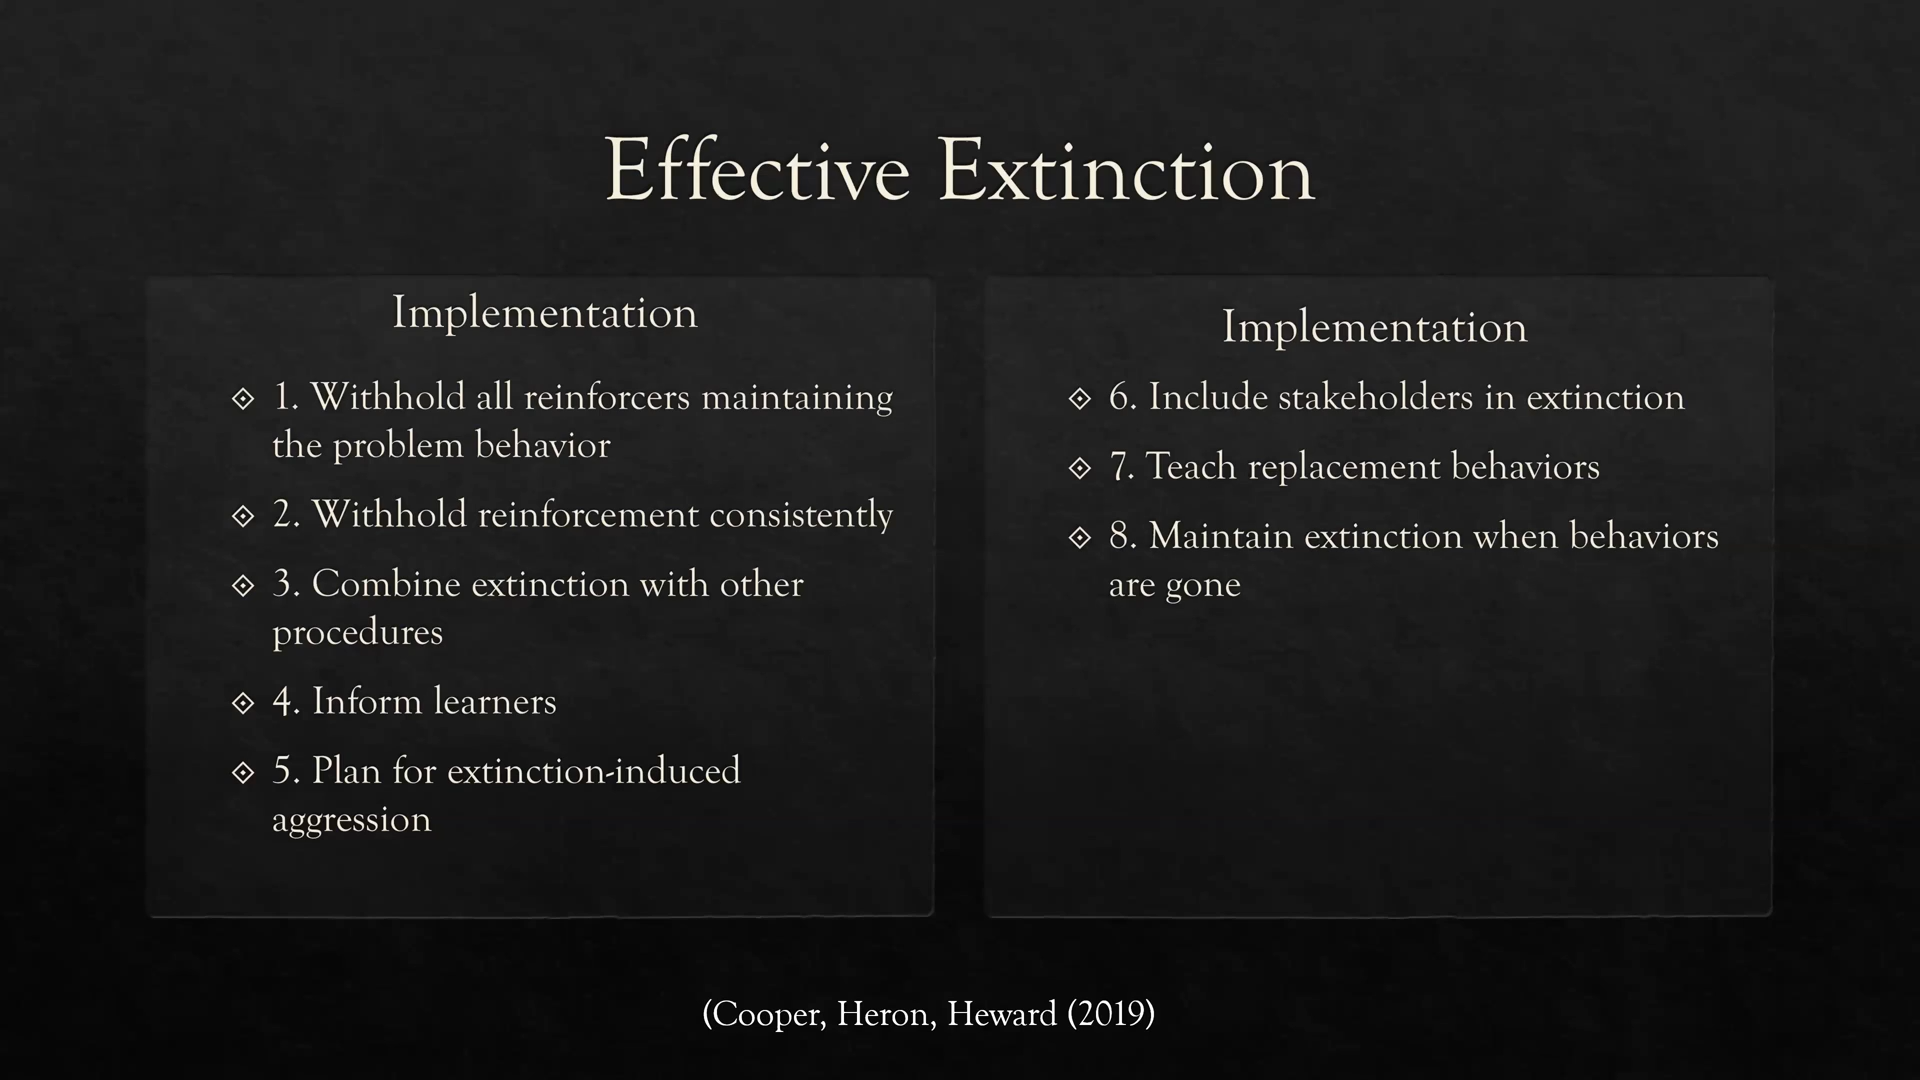 Effective Extinction
Implementation
1. Withhold all reinforcers maintaining
the problem behavior
2. Withhold reinforcement consistently
3. Combine extinction with other
procedures
4. Inform learners
5. Plan for extinction-induced
aggression
Implementation
6. Include stakeholders in extinction
7. Teach replacement behaviors
8. Maintain extinction when behaviors
are gone
(Cooper, Heron, Heward (2019)